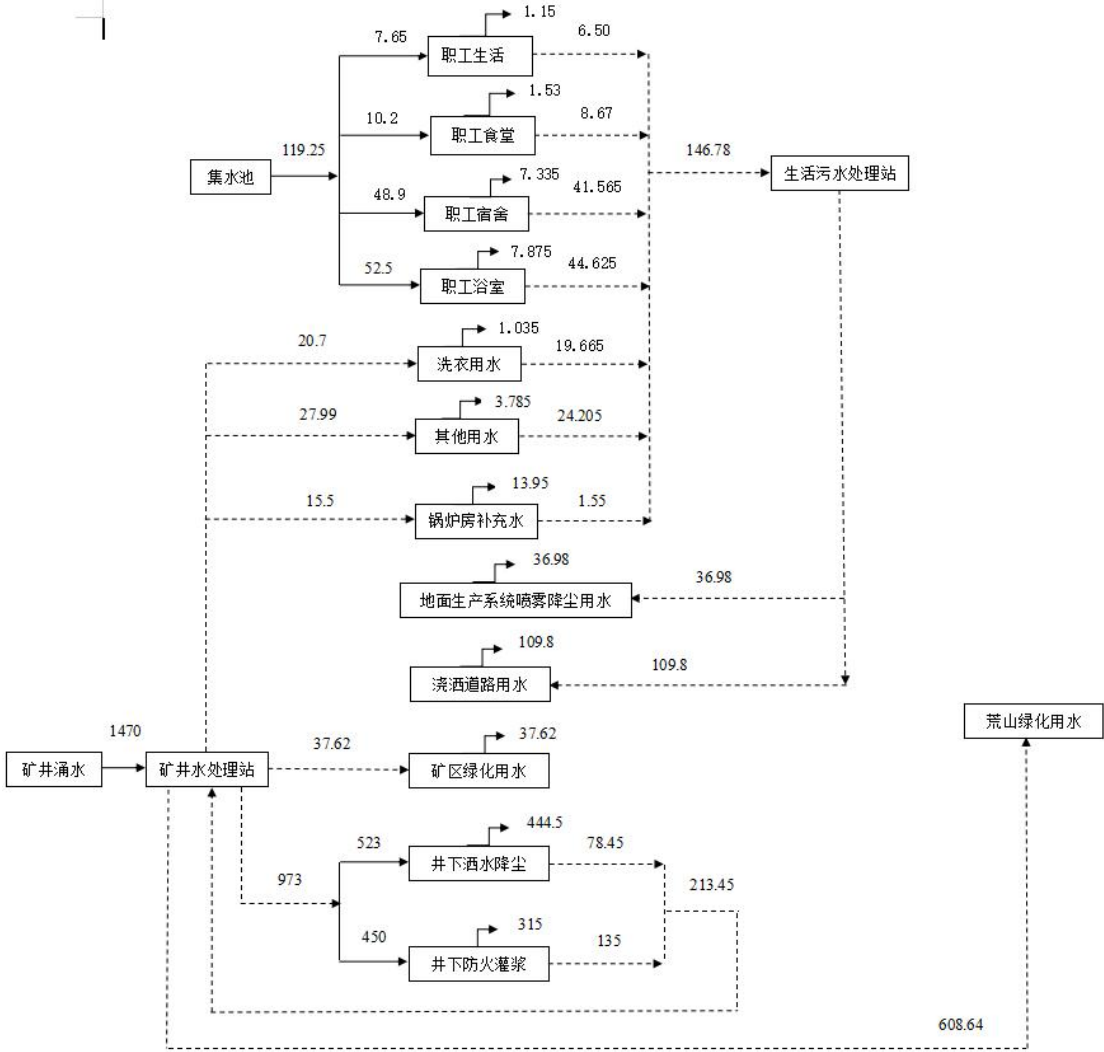 1.15
7.65
职工生活
6.50
1.53
10.2
职工食堂
8.67
119.25
集水池
146.78
生活污水处理站
7.335
48.9
职工宿舍
41.565
7.875
52.5
职工浴室
44.625
1.035
20.7
洗衣用水
19.665
3.785
27.99
其他用水
24.205
13.95
15.5
锅炉房补充水
1.55
36.98
地面生产系统喷雾降尘用水
36.98
109.8
浇洒道路用水
109.8
荒山绿化用水
1470
矿井涌水
矿井水处理站
37.62
37.62
矿区绿化用水
444.5
523
井下洒水降尘
78.45
973
213.45
315
450
井下防火灌浆
135
608.64